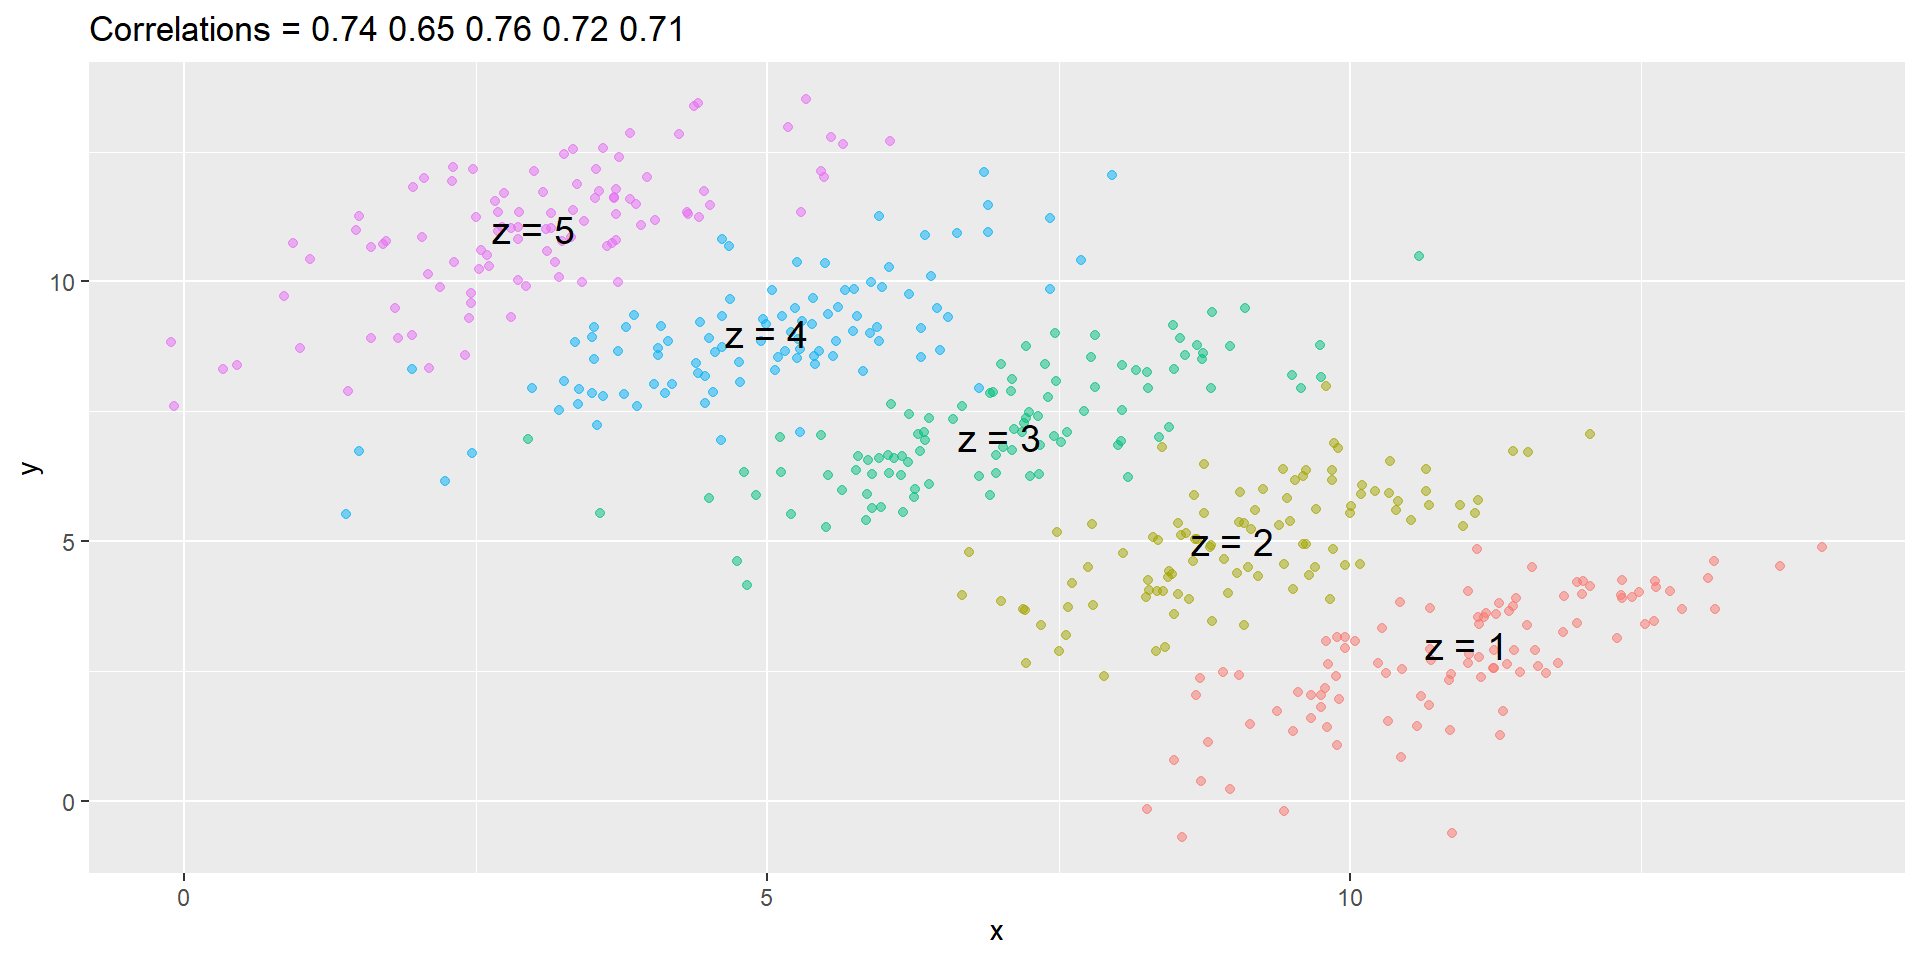 Correlations = 0.74 0.65 0.76 0.72 0.71
z = 5
z = 4
z = 3
z = 2
z = 1
10
5
0
y
0
5
10
x